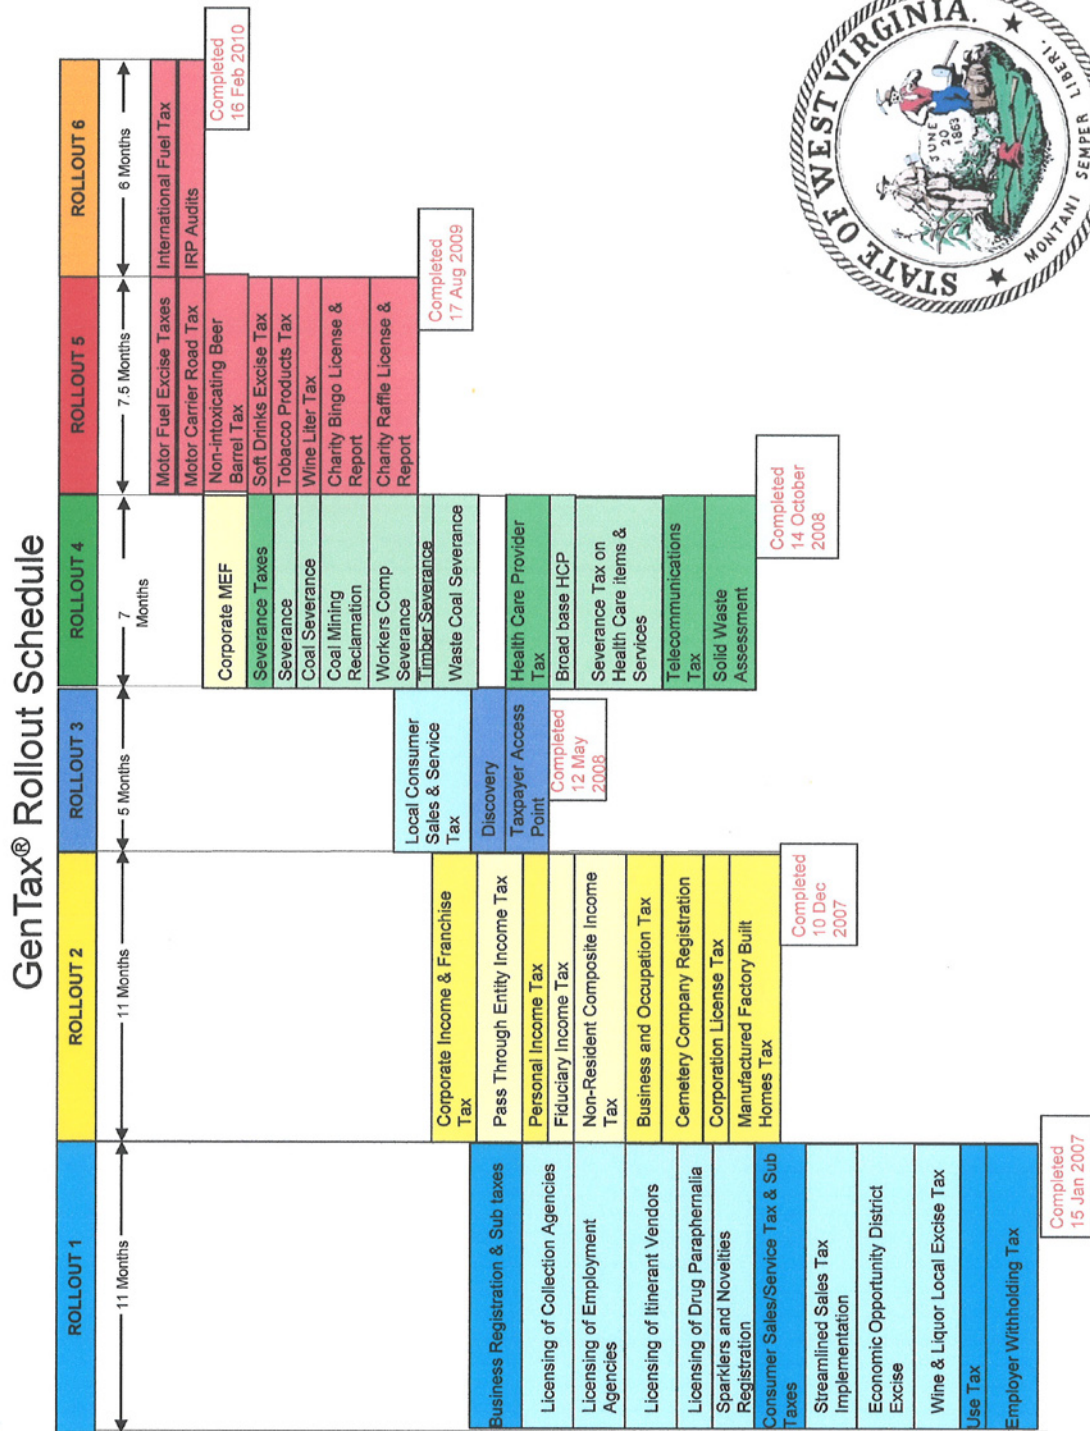 GenTax® Rollout Schedule
ROLLOUT 1
ROLLOUT 2
ROLLOUT 3
ROLLOUT 4
ROLLOUT 5
ROLLOUT 6
11 Months
11 Months
5 Months
7
Months
7.5 Months
6 Months
Business Registration & Sub taxes
Licensing of Collection Agencies
Licensing of Employment
Agencies
Licensing of Itinerant Vendors
Licensing of Drug Paraphernalia
Sparklers and Novelties
Registration
Consumer Sales/Service Tax & Sub
Taxes
Streamlined Sales Tax
Implementation
Economic Opportunity District
Excise
Wine & Liquor Local Excise Tax
Use Tax
Employer Withholding Tax
Completed
15 Jan 2007
Corporate Income & Franchise
Tax
Pass Through Entity Income Tax
Personal Income Tax
Fiduciary Income Tax
Non-Resident Composite Income
Tax
Business and Occupation Tax
Cemetery Company Registration
Corporation License Tax
Manufactured Factory Built
Homes Tax
Completed
10 Dec
2007
Local Consumer
Sales & Service
Tax
Discovery
Taxpayer Access
Point
Completed
12 May
2008
Corporate MEF
Severance Taxes
Severance
Coal Severance
Coal Mining
Reclamation
Workers Comp
Severance
Timber Severance
Waste Coal Severance
Health Care Provider
Tax
Broad base HCP
Severance Tax on
Health Care items &
Services
Telecommunications
Tax
Solid Waste
Assessment
Completed
14 October
2008
Motor Fuel Excise Taxes
Motor Carrier Road Tax
Non-intoxicating Beer
Barrel Tax
Soft Drinks Excise Tax
Tobacco Products Tax
Wine Liter Tax
Charity Bingo License &
Report
Charity Raffle License &
Report
Completed
17 Aug 2009
International Fuel Tax
IRP Audits
Completed
16 Feb 2010
STATE OF WEST VIRGINIA.
JUNE
20
1863
MONTANI SEMPER LIBERI.